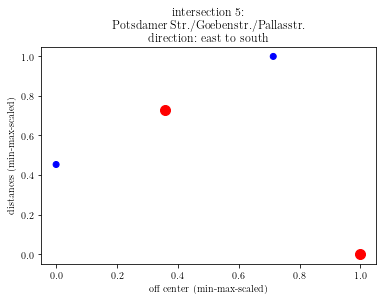 intersection 5:
Potsdamer Str./Goebenstr./Pallasstr.
direction: east to south
1.0
0.8
0.6
0.4
0.2
0.0
distances (min-max-scaled)
0.0 0.2 0.4 0.6 0.8 1.0
off center (min-max-scaled)